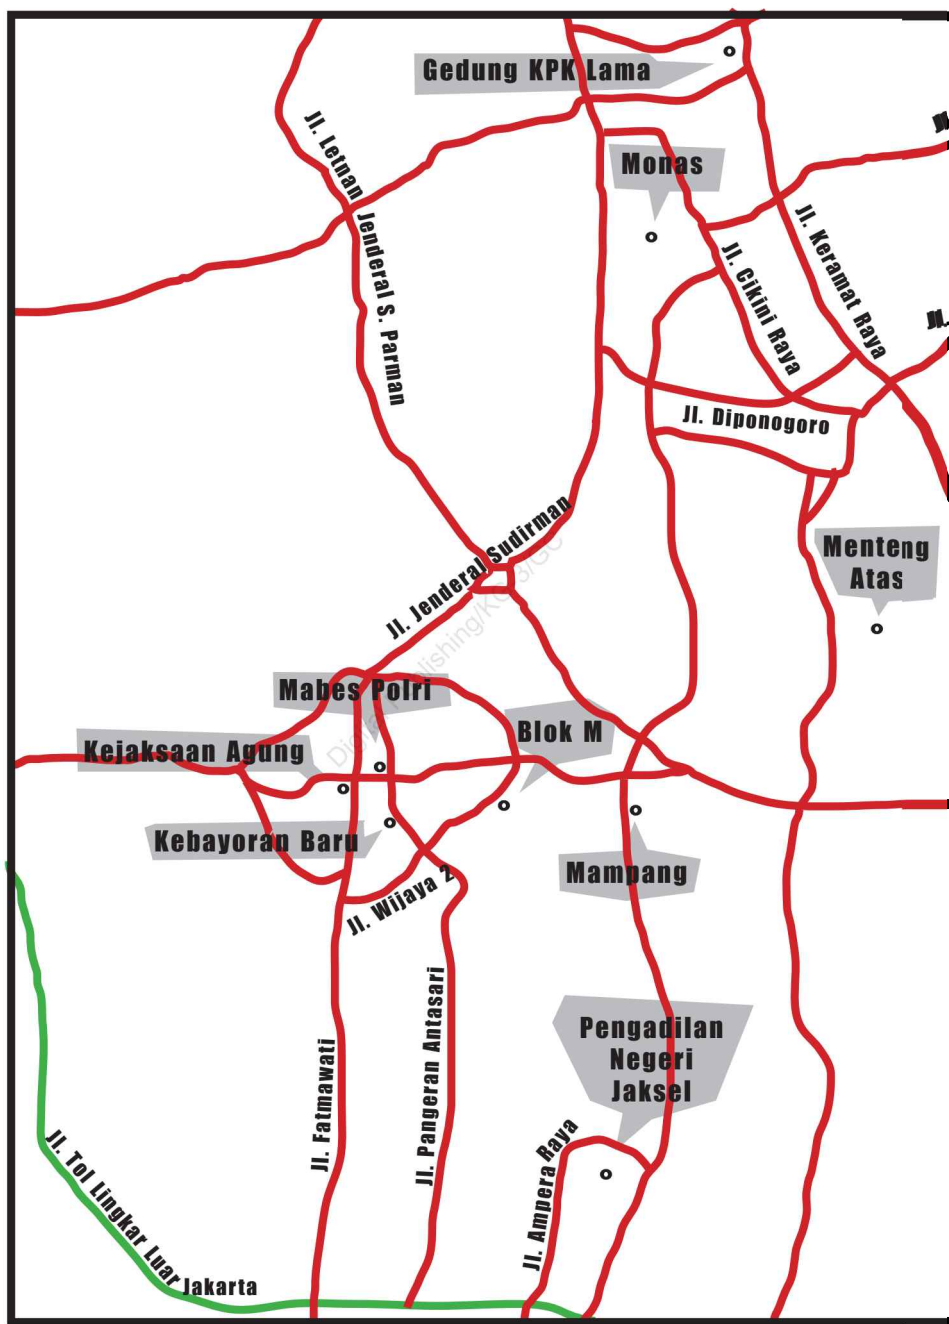 Gedung KPK Lama
Jl. Letnan Jenderal S. Parman
Monas
Jl. Keramat Raya
Jl. Cikini Raya
Jl.
Jl. Diponogoro
Jl. Jenderal Sudirman
Menteng
Atas
Mabes Polri
Blok M
Kejaksaan Agung
Kebayoran Baru
Mampang
Jl. Wijaya 2
Pengadilan
Negeri
Jaksel
Jl. Fatmawati
Jl. Pangeran Antasari
Jl. Ampera Raya
Jl. Tol Lingkar Luar Jakarta